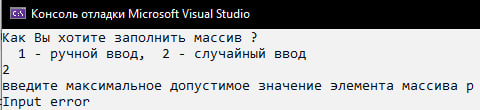 Консоль отладки Microsoft Visual Studio
Как Вы хотите заполнить массив ?
1 - ручной ввод,  2 - случайный ввод
2
введите максимальное допустимое значение элемента массива р
Input error